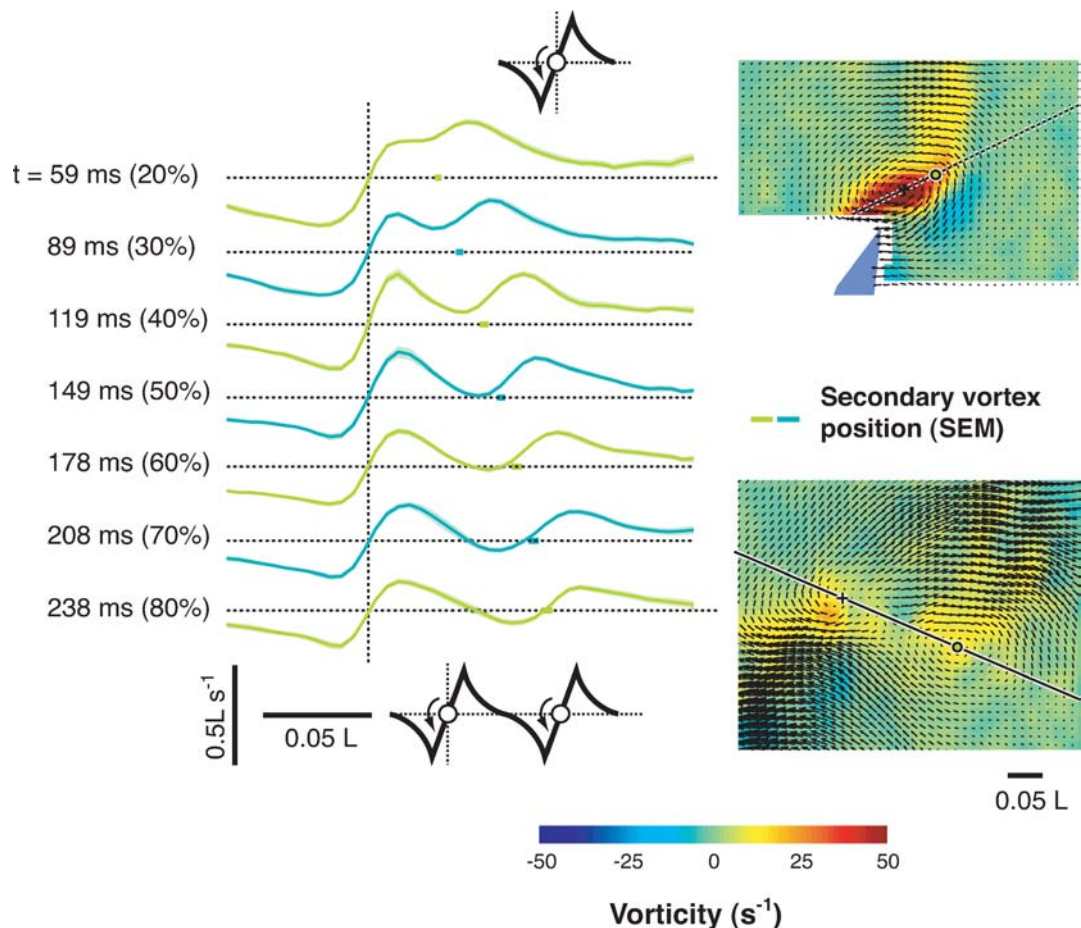 t = 59 ms (20%)
89 ms (30%)
119 ms (40%)
149 ms (50%)
178 ms (60%)
208 ms (70%)
238 ms (80%)
0.5L s⁻¹
0.05 L
Secondary vortex
position (SEM)
0.05 L
-50 -25 0 25 50
Vorticity (s⁻¹)